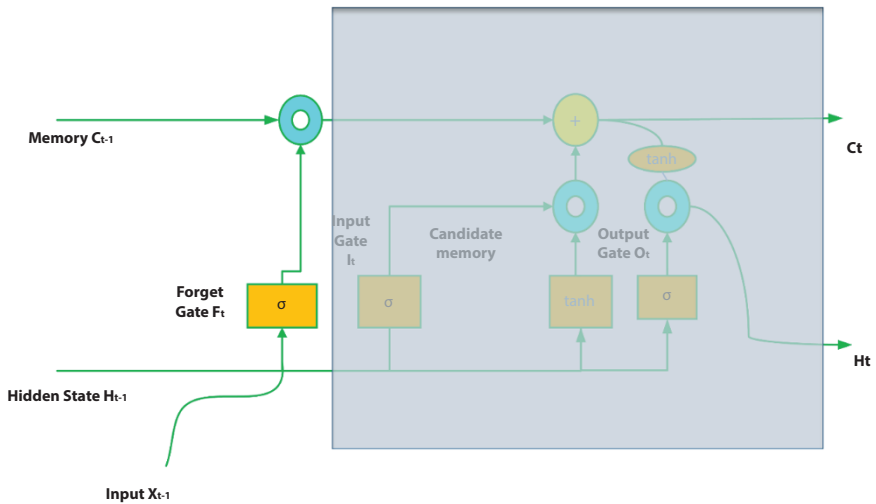 +
Memory Ct-1
Ct
tanh
Input
Gate
It
Candidate
memory
Output
Gate Ot
Forget
Gate Ft
σ
σ
tanh
σ
Ht
Hidden State Ht-1
Input Xt-1